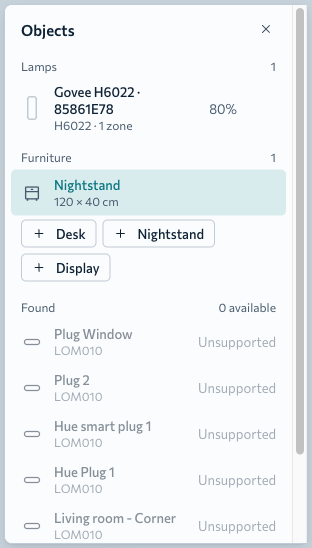 Objects
Lamps 1
Govee H6022 ·
85861E78 80%
H6022 · 1 zone
Furniture 1
Nightstand
120 × 40 cm
+ Desk + Nightstand
+ Display
Found 0 available
Plug Window Unsupported
LOM010
Plug 2 Unsupported
LOM010
Hue smart plug 1 Unsupported
LOM010
Hue Plug 1 Unsupported
LOM010
Living room - Corner Unsupported
LOM010